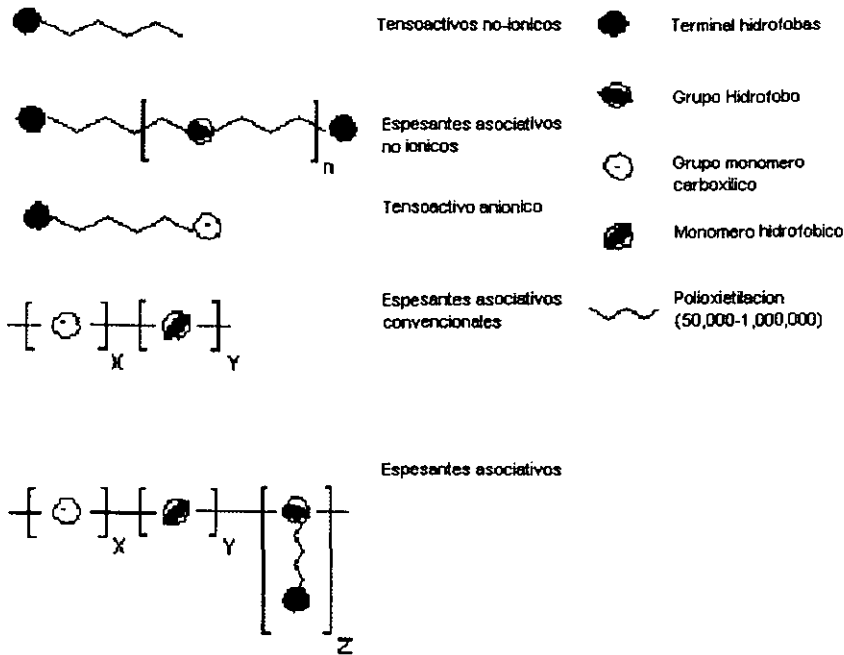 Tensoactivos no-ionicos
Terminal hidrofobas
Espesantes asociativos
no ionicos
n
Grupo Hidrofobo
Grupo monomero
carboxilico
Tensoactivo anionico
Monomero hidrofobico
Espesantes asociativos
convencionales
X
Y
Polioxietilacion
(50,000-1,000,000)
Espesantes asociativos
X
Y
Z